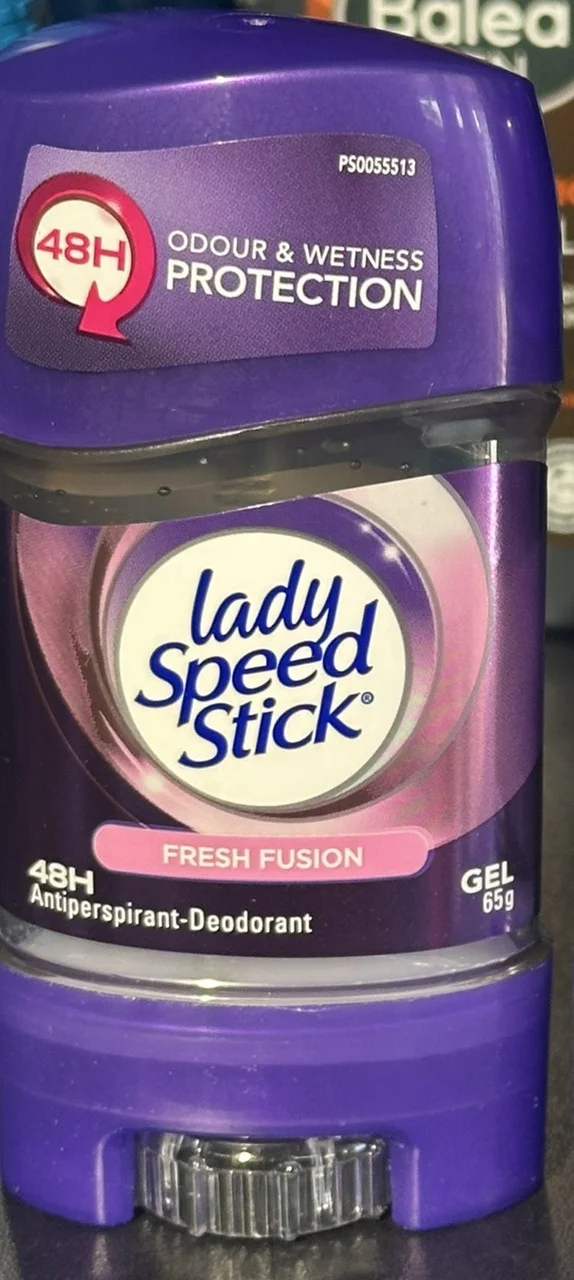 Balea
PS0055513
48H
ODOUR & WETNESS
PROTECTION
lady
Speed
Stick®
FRESH FUSION
48H
Antiperspirant-Deodorant
GEL
65g